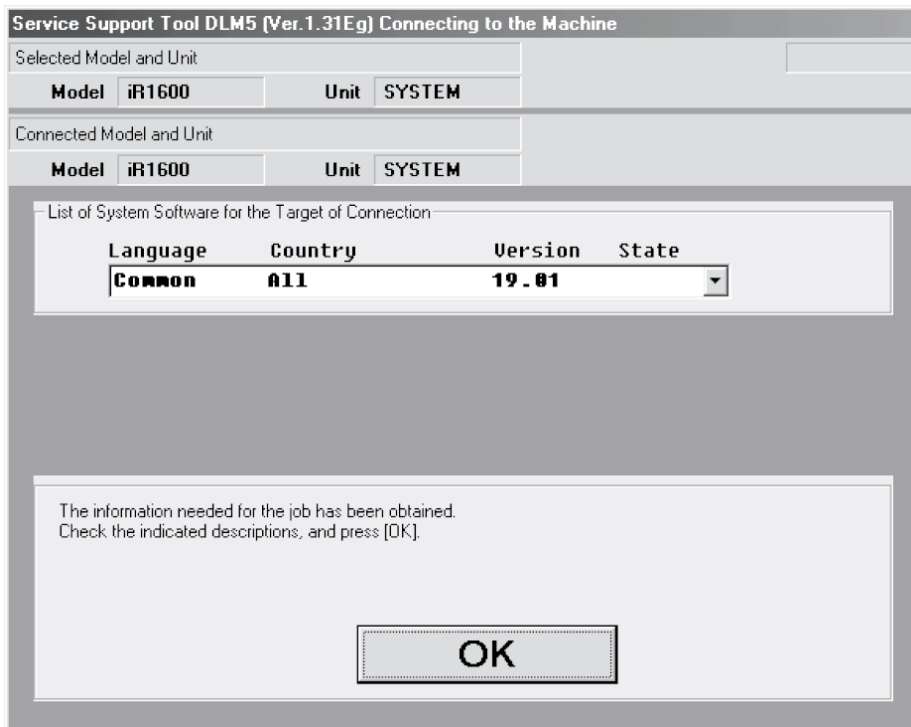 Service Support Tool DLM5 (Ver.1.31Eg) Connecting to the Machine
Selected Model and Unit
Model iR1600 Unit SYSTEM
Connected Model and Unit
Model iR1600 Unit SYSTEM
List of System Software for the Target of Connection
Language Country Version State
Common All 19.01
The information needed for the job has been obtained.
Check the indicated descriptions, and press [OK].
OK